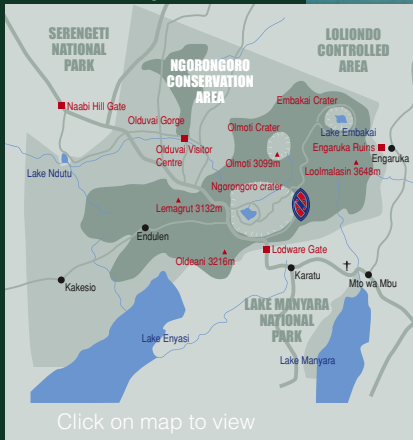 SERENGETI
NATIONAL
PARK
LOLIONDO
CONTROLLED
AREA
NGORONGORO
CONSERVATION
AREA
Embakai Crater
Naabi Hill Gate
Olduvai Gorge
Olmoti Crater
Lake Embakai
Engaruka Ruins
Olduvai Visitor
Centre
Engaruka
Olmoti 3099m
Loolmalasin 3648m
Lake Ndutu
Ngorongoro crater
Lemagrut 3132m
Endulen
Lodware Gate
Oldeani 3216m
Karatu
Kakesio
Mto wa Mbu
LAKE MANYARA
NATIONAL
PARK
Lake Enyasi
Lake Manyara
Click on map to view